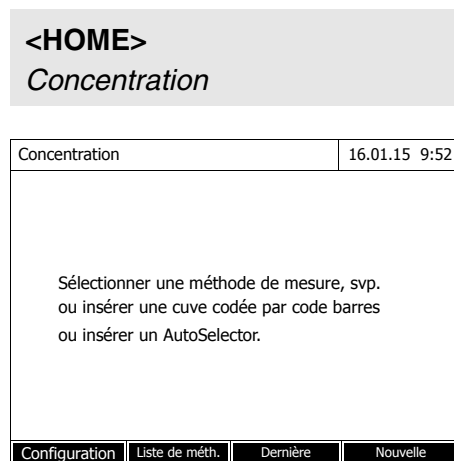 <HOME>
Concentration
Concentration 16.01.15 9:52
Sélectionner une méthode de mesure, svp.
ou insérer une cuve codée par code barres
ou insérer un AutoSelector.
Configuration Liste de méth. Dernière Nouvelle